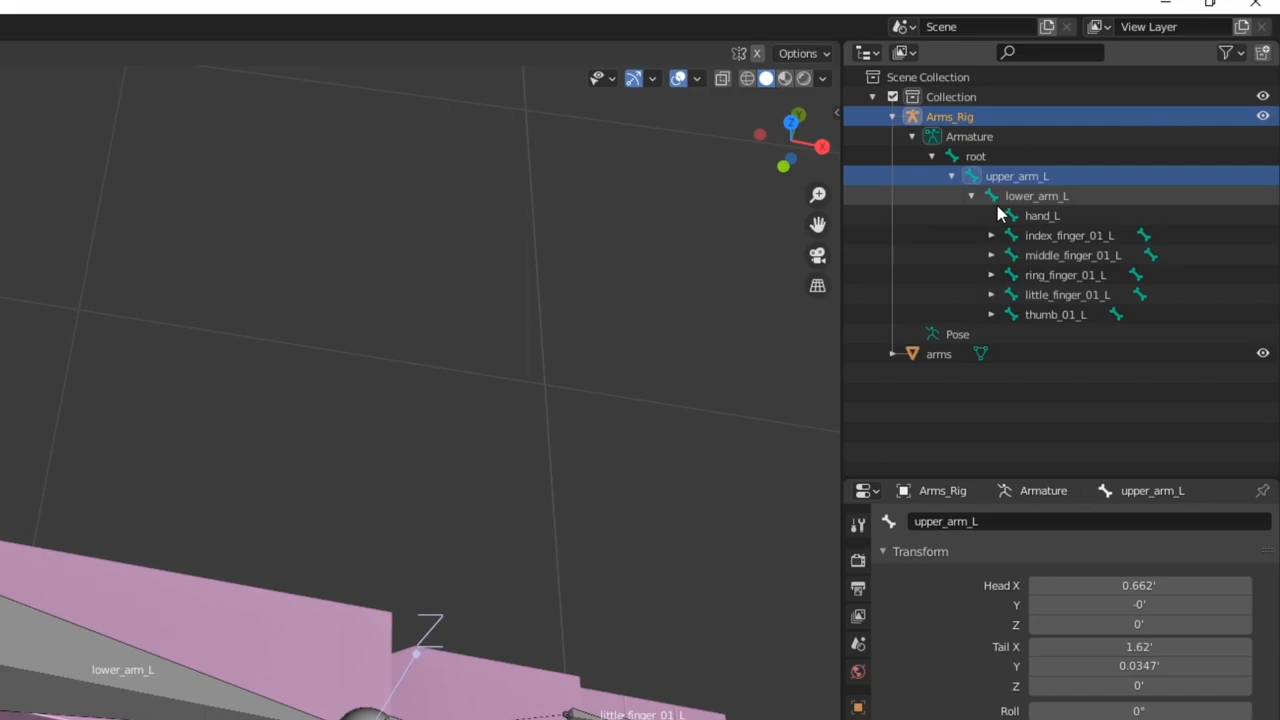 Scene
View Layer
X
Options
Scene Collection
Collection
Arms_Rig
Armature
root
upper_arm_L
lower_arm_L
hand_L
index_finger_01_L
middle_finger_01_L
ring_finger_01_L
little_finger_01_L
thumb_01_L
Pose
arms
Y
Z
X
Arms_Rig
Armature
upper_arm_L
upper_arm_L
Transform
Head X 0.662'
Y -0'
Z 0'
Tail X 1.62'
Y 0.0347'
Z 0'
Roll 0°
Z
lower_arm_L
little_finger_01_L